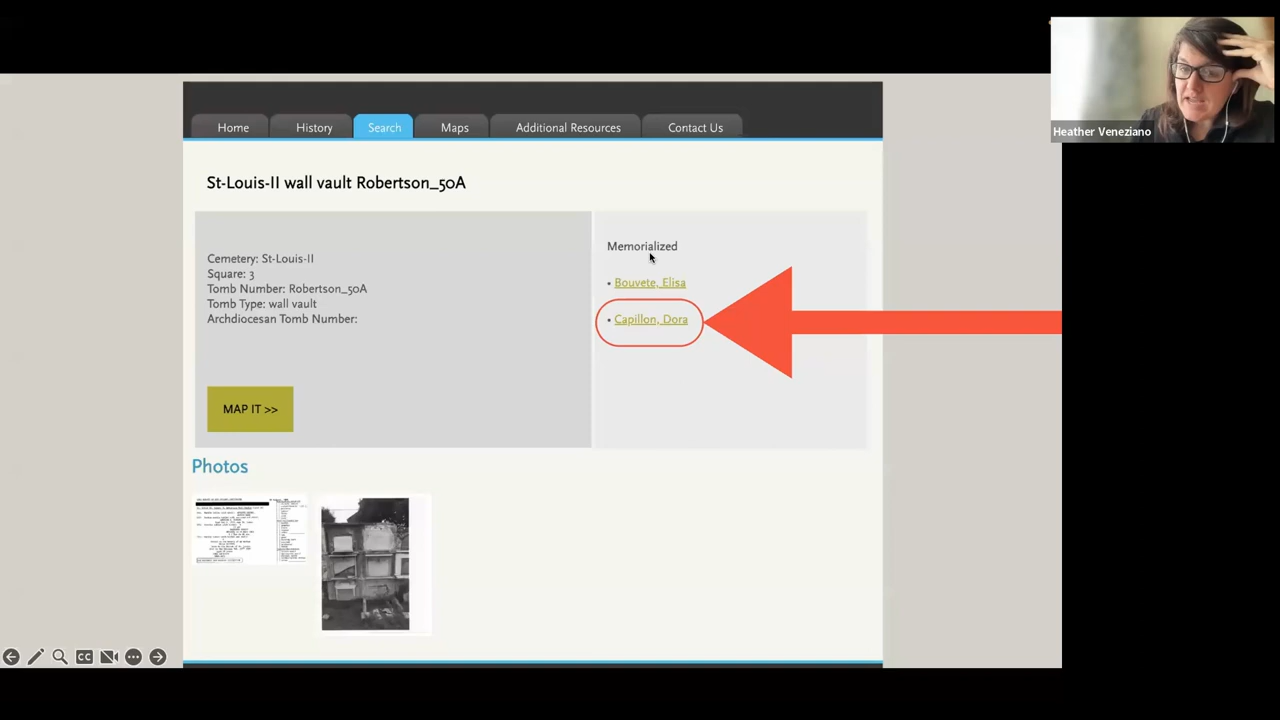 Home History Search Maps Additional Resources Contact Us
Heather Veneziano
St-Louis-II wall vault Robertson_50A
Cemetery: St-Louis-II
Square: 3
Tomb Number: Robertson_50A
Tomb Type: wall vault
Archdiocesan Tomb Number:
MAP IT >>
Memorialized
• Bouvete, Elisa
• Capillon, Dora
Photos
CC